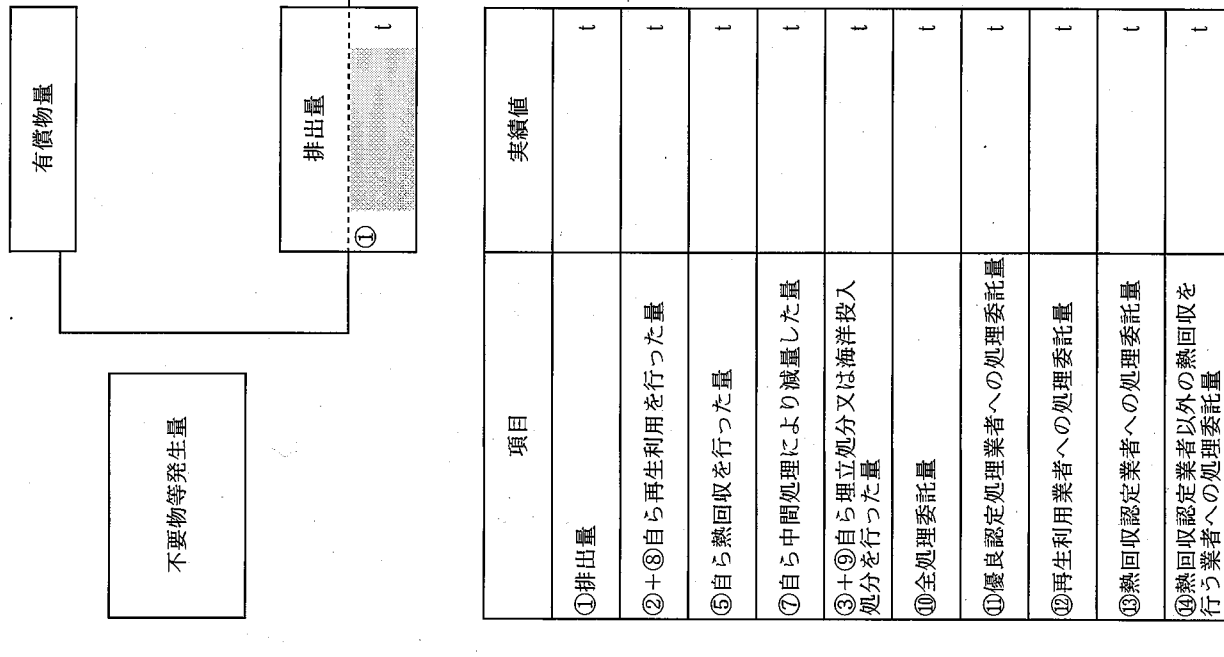 不要物等発生量
有償物量
排出量
①
t
項目
実績値
①排出量
t
②+⑧自ら再生利用を行った量
t
⑤自ら熱回収を行った量
t
⑦自ら中間処理により減量した量
t
③+⑨自ら埋立処分又は海洋投入
処分を行った量
t
⑩全処理委託量
t
⑪優良認定処理業者への処理委託量
t
⑫再生利用業者への処理委託量
t
⑬熱回収認定業者への処理委託量
t
⑭熱回収認定業者以外の熱回収を
行う業者への処理委託量
t